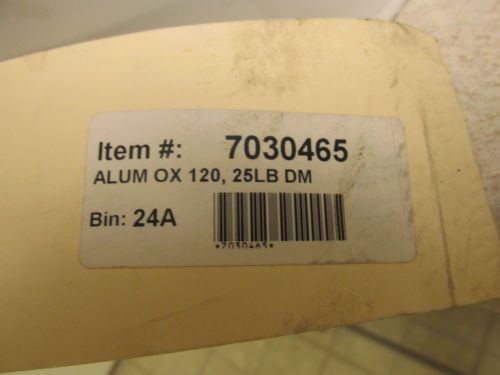 Item #: 7030465
ALUM OX 120, 25LB DM
Bin: 24A
*7030465*